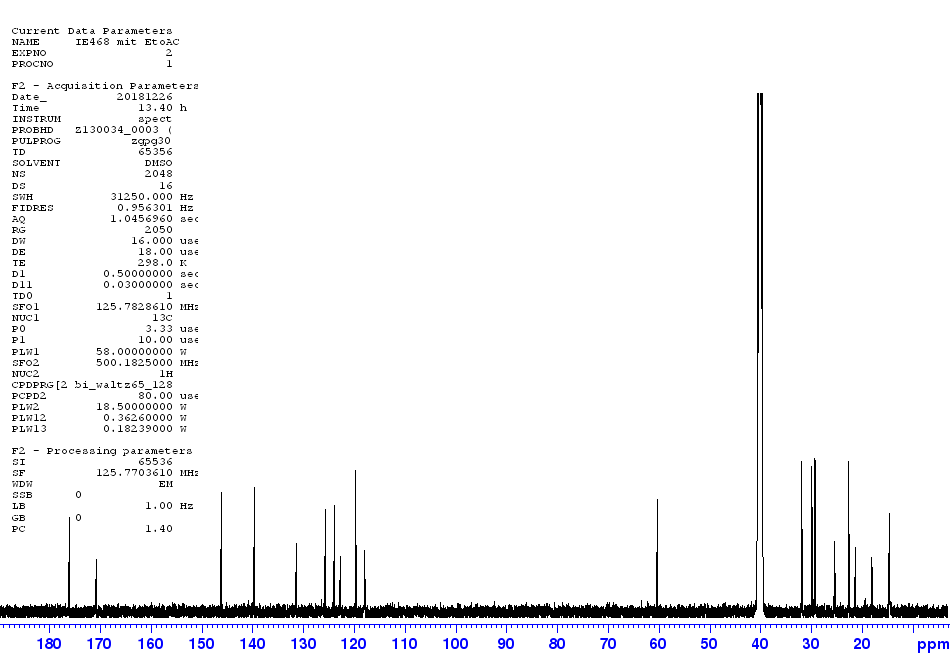 Current Data Parameters
NAME IE468 mit EtoAC
EXPNO 2
PROCNO 1
F2 - Acquisition Parameters
Date_ 20181226
Time 13.40 h
INSTRUM spect
PROBHD Z130034_0003 (
PULPROG zgpg30
TD 65356
SOLVENT DMSO
NS 2048
DS 16
SWH 31250.000 Hz
FIDRES 0.956301 Hz
AQ 1.0456960 sec
RG 2050
DW 16.000 use
DE 18.00 use
TE 298.0 K
D1 0.50000000 sec
D11 0.03000000 sec
TD0 1
SFO1 125.7828610 MHz
NUC1 13C
P0 3.33 use
P1 10.00 use
PLW1 58.00000000 W
SFO2 500.1825000 MHz
NUC2 1H
CPDPRG[2 bi_waltz65_128
PCPD2 80.00 use
PLW2 18.50000000 W
PLW12 0.36260000 W
PLW13 0.18239000 W
F2 - Processing parameters
SI 65536
SF 125.7703610 MHz
WDW EM
SSB 0
LB 1.00 Hz
GB 0
PC 1.40
180 170 160 150 140 130 120 110 100 90 80 70 60 50 40 30 20 ppm